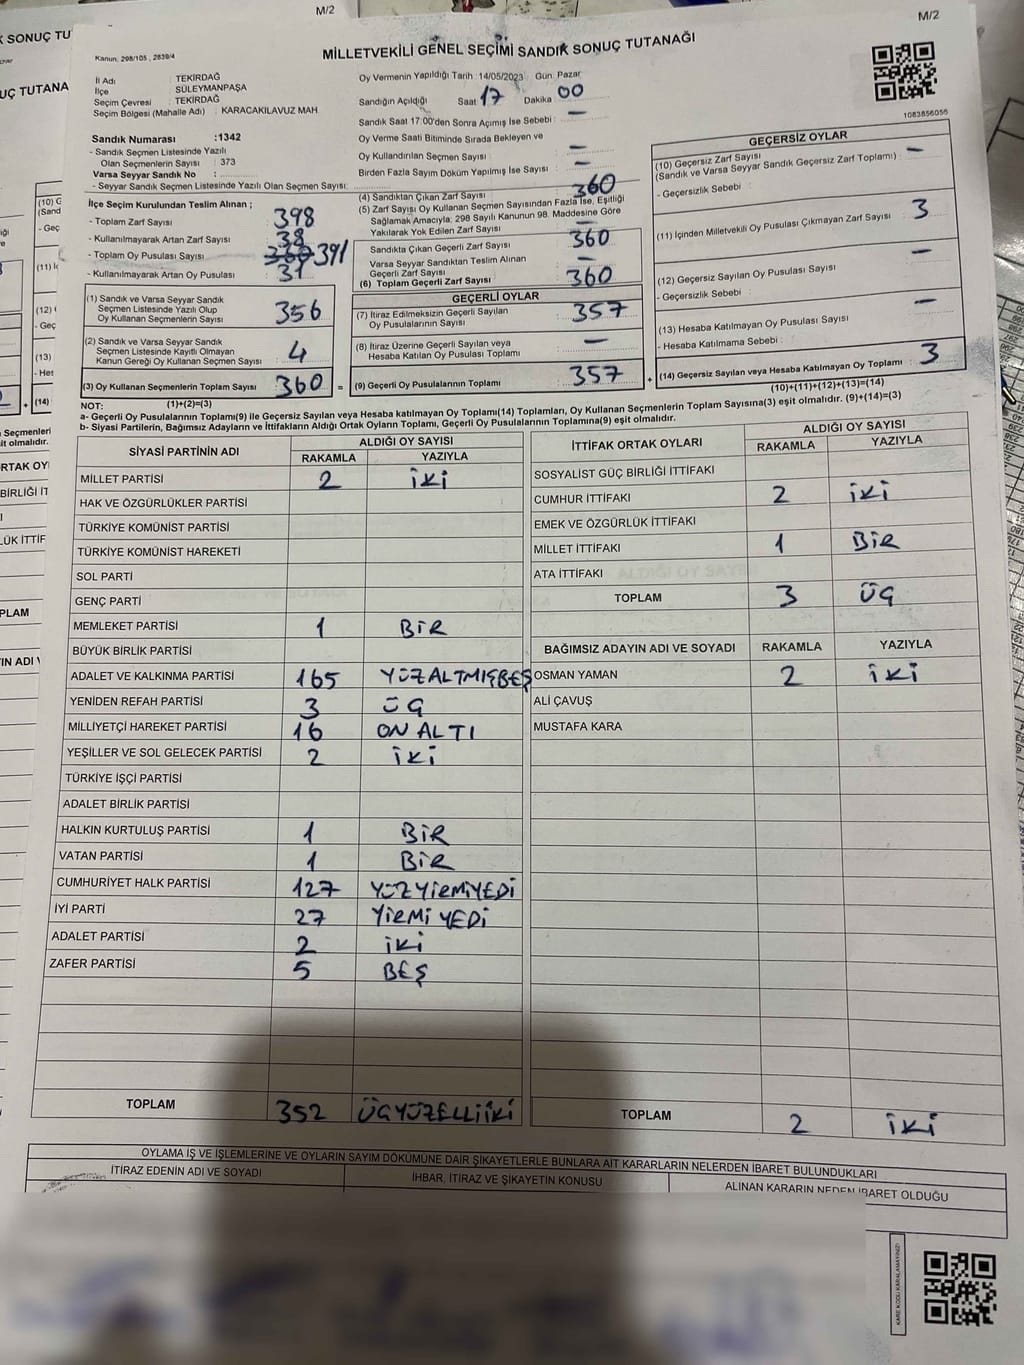 M/2
M/2
Kanun, 298/105 , 2839/4
MİLLETVEKİLİ GENEL SEÇİMİ SANDIK SONUÇ TUTANAĞI
1083856056
İl Adı : TEKİRDAĞ
İlçe : SÜLEYMANPAŞA
Seçim Çevresi : TEKİRDAĞ
Seçim Bölgesi (Mahalle Adı) : KARACAKILAVUZ MAH.
Sandık Numarası :1342
- Sandık Seçmen Listesinde Yazılı
Olan Seçmenlerin Sayısı : 373
Varsa Seyyar Sandık No :
- Seyyar Sandık Seçmen Listesinde Yazılı Olan Seçmen Sayısı:
Oy Vermenin Yapıldığı Tarih :14/05/2023 Gün: Pazar
Sandığın Açıldığı Saat 17 Dakika 00
Sandık Saat 17:00'den Sonra Açılmış İse Sebebi : —
Oy Verme Saati Bitiminde Sırada Bekleyen ve
Oy Kullandırılan Seçmen Sayısı : —
Birden Fazla Sayım Döküm Yapılmış İse Sayısı : —
İlçe Seçim Kurulundan Teslim Alınan ;
- Toplam Zarf Sayısı : 398
- Kullanılmayarak Artan Zarf Sayısı : 38
- Toplam Oy Pusulası Sayısı : 391
- Kullanılmayarak Artan Oy Pusulası : 31
(4) Sandıktan Çıkan Zarf Sayısı : 360
(5) Zarf Sayısı Oy Kullanan Seçmen Sayısından Fazla İse, Eşitliği
Sağlamak Amacıyla; 298 Sayılı Kanunun 98. Maddesine Göre
Yakılarak Yok Edilen Zarf Sayısı : —
Sandıkta Çıkan Geçerli Zarf Sayısı : 360
Varsa Seyyar Sandıktan Teslim Alınan
Geçerli Zarf Sayısı : —
(6) Toplam Geçerli Zarf Sayısı : 360
GEÇERSİZ OYLAR
(10) Geçersiz Zarf Sayısı : —
(Sandık ve Varsa Seyyar Sandık Geçersiz Zarf Toplamı)
- Geçersizlik Sebebi :
(11) İçinden Milletvekili Oy Pusulası Çıkmayan Zarf Sayısı : 3
(12) Geçersiz Sayılan Oy Pusulası Sayısı : —
- Geçersizlik Sebebi :
(13) Hesaba Katılmayan Oy Pusulası Sayısı : —
- Hesaba Katılmama Sebebi :
(14) Geçersiz Sayılan veya Hesaba Katılmayan Oy Toplamı : 3
(10)+(11)+(12)+(13)=(14)
(1) Sandık ve Varsa Seyyar Sandık
Seçmen Listesinde Yazılı Olup
Oy Kullanan Seçmenlerin Sayısı : 356
(2) Sandık ve Varsa Seyyar Sandık
Seçmen Listesinde Kayıtlı Olmayan
Kanun Gereği Oy Kullanan Seçmen Sayısı : 4
(3) Oy Kullanan Seçmenlerin Toplam Sayısı : 360 =
(1)+(2)=(3)
GEÇERLİ OYLAR
(7) İtiraz Edilmeksizin Geçerli Sayılan
Oy Pusulalarının Sayısı : 357
(8) İtiraz Üzerine Geçerli Sayılan veya
Hesaba Katılan Oy Pusulası Toplamı : —
(9) Geçerli Oy Pusulalarının Toplamı : 357 +
NOT:
a- Geçerli Oy Pusulalarının Toplamı(9) ile Geçersiz Sayılan veya Hesaba katılmayan Oy Toplamı(14) Toplamları, Oy Kullanan Seçmenlerin Toplam Sayısına(3) eşit olmalıdır. (9)+(14)=(3)
b- Siyasi Partilerin, Bağımsız Adayların ve İttifakların Aldığı Ortak Oyların Toplamı, Geçerli Oy Pusulalarının Toplamına(9) eşit olmalıdır.
SİYASİ PARTİNİN ADI ALDIĞI OY SAYISI
RAKAMLA YAZIYLA
MİLLET PARTİSİ 2 İKİ
HAK VE ÖZGÜRLÜKLER PARTİSİ
TÜRKİYE KOMÜNİST PARTİSİ
TÜRKİYE KOMÜNİST HAREKETİ
SOL PARTİ
GENÇ PARTİ
MEMLEKET PARTİSİ 1 BİR
BÜYÜK BİRLİK PARTİSİ
ADALET VE KALKINMA PARTİSİ 165 YÜZALTMIŞBEŞ
YENİDEN REFAH PARTİSİ 3 ÜÇ
MİLLİYETÇİ HAREKET PARTİSİ 16 ON ALTI
YEŞİLLER VE SOL GELECEK PARTİSİ 2 İKİ
TÜRKİYE İŞÇİ PARTİSİ
ADALET BİRLİK PARTİSİ
HALKIN KURTULUŞ PARTİSİ 1 BİR
VATAN PARTİSİ 1 BİR
CUMHURİYET HALK PARTİSİ 127 YÜZYİRMİYEDİ
İYİ PARTİ 27 YİRMİ YEDİ
ADALET PARTİSİ 2 İKİ
ZAFER PARTİSİ 5 BEŞ
TOPLAM 352 ÜÇYÜZELLİİKİ
İTTİFAK ORTAK OYLARI ALDIĞI OY SAYISI
RAKAMLA YAZIYLA
SOSYALİST GÜÇ BİRLİĞİ İTTİFAKI
CUMHUR İTTİFAKI 2 İKİ
EMEK VE ÖZGÜRLÜK İTTİFAKI
MİLLET İTTİFAKI 1 BİR
ATA İTTİFAKI
TOPLAM 3 ÜÇ
BAĞIMSIZ ADAYIN ADI VE SOYADI RAKAMLA YAZIYLA
OSMAN YAMAN 2 İKİ
ALİ ÇAVUŞ
MUSTAFA KARA
TOPLAM 2 İKİ
OYLAMA İŞ VE İŞLEMLERİNE VE OYLARIN SAYIM DÖKÜMÜNE DAİR ŞİKAYETLERLE BUNLARA AİT KARARLARIN NELERDEN İBARET BULUNDUKLARI
İTİRAZ EDENİN ADI VE SOYADI
İHBAR, İTİRAZ VE ŞİKAYETİN KONUSU
ALINAN KARARIN NEDEN İBARET OLDUĞU
KARE KODU KARALAMAYINIZ!